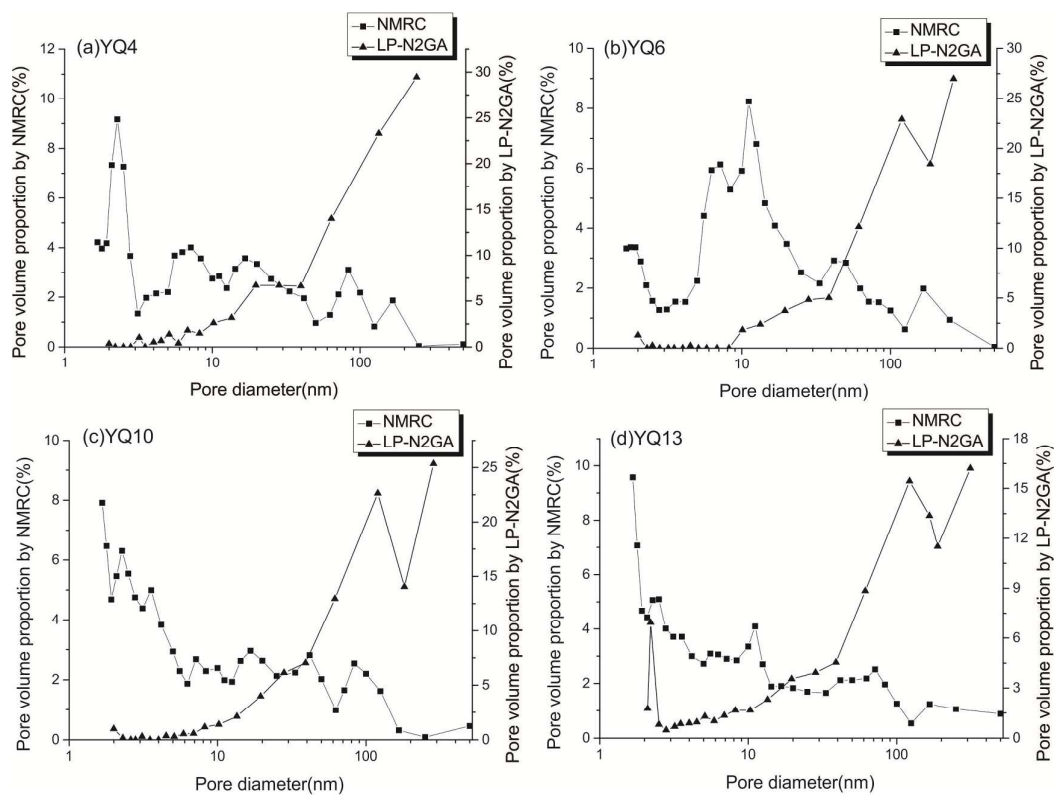 (a)YQ4
NMRC
LP-N2GA
Pore volume proportion by NMRC(%)
12
10
8
6
4
2
0
Pore volume proportion by LP-N2GA(%)
30
25
20
15
10
5
0
1
10
100
Pore diameter(nm)
(b)YQ6
NMRC
LP-N2GA
Pore volume proportion by NMRC(%)
10
8
6
4
2
0
Pore volume proportion by LP-N2GA(%)
30
25
20
15
10
5
0
1
10
100
Pore diameter(nm)
(c)YQ10
NMRC
LP-N2GA
Pore volume proportion by NMRC(%)
10
8
6
4
2
0
Pore volume proportion by LP-N2GA(%)
25
20
15
10
5
0
1
10
100
Pore diameter(nm)
(d)YQ13
NMRC
LP-N2GA
Pore volume proportion by NMRC(%)
10
8
6
4
2
0
Pore volume proportion by LP-N2GA(%)
18
15
12
9
6
3
0
1
10
100
Pore diameter(nm)